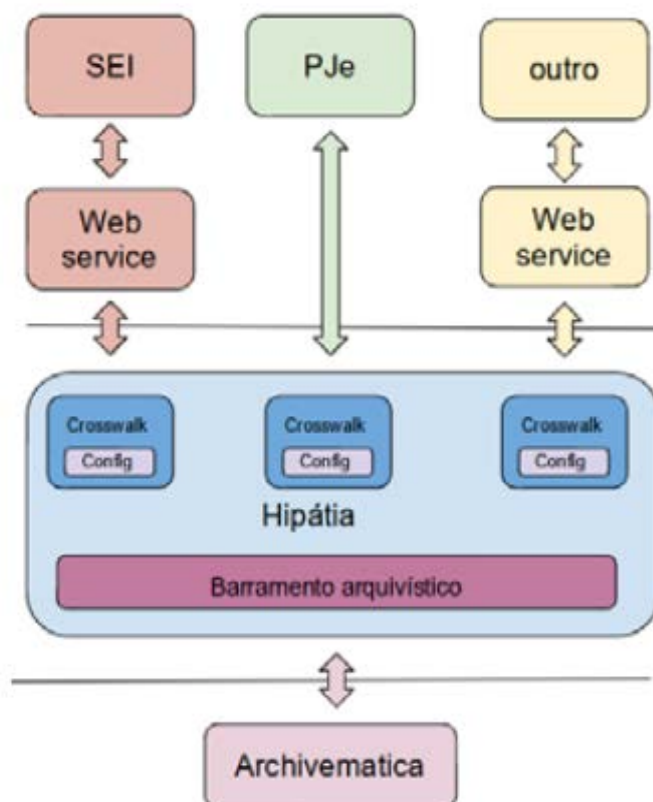 SEI
PJe
outro
Web
service
Web
service
Crosswalk
Config
Crosswalk
Config
Crosswalk
Config
Hipátia
Barramento arquivístico
Archivematica